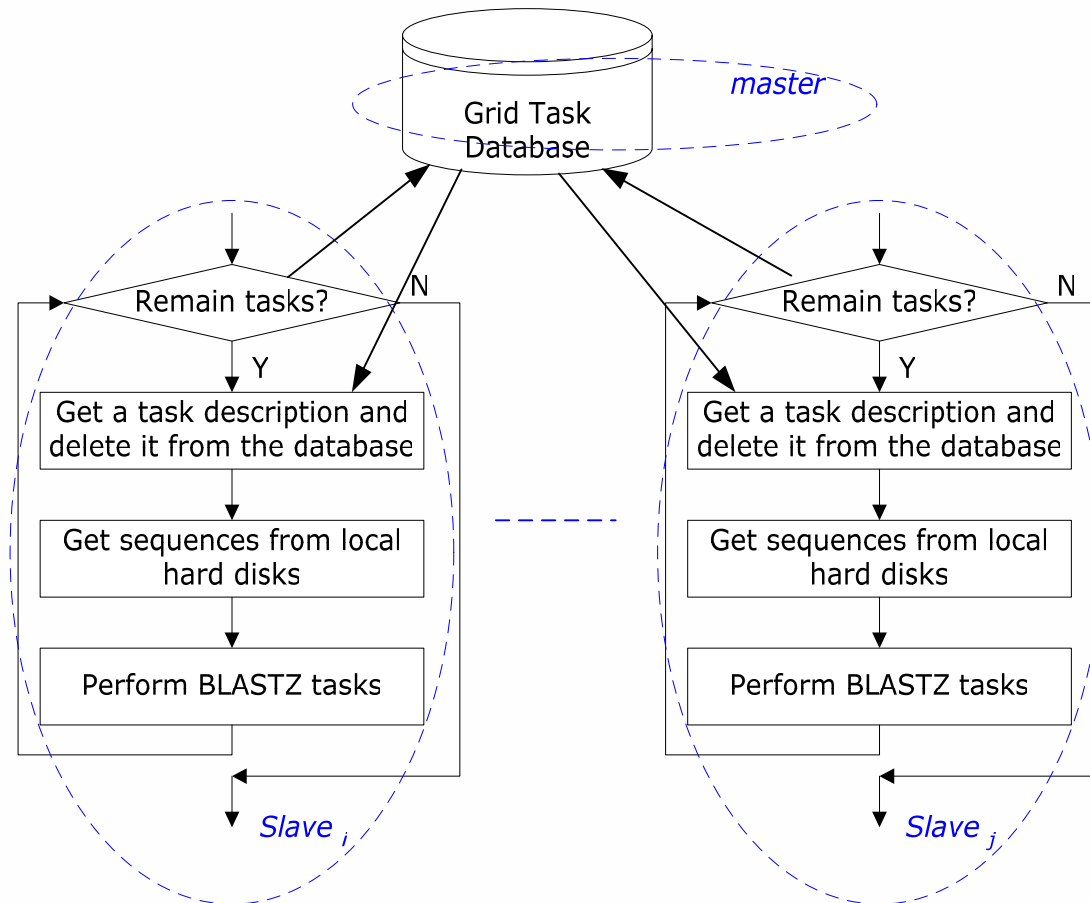 master
Grid Task
Database
Remain tasks?
N
Y
Get a task description and
delete it from the database
Get sequences from local
hard disks
Perform BLASTZ tasks
Slave i
Remain tasks?
N
Y
Get a task description and
delete it from the database
Get sequences from local
hard disks
Perform BLASTZ tasks
Slave j